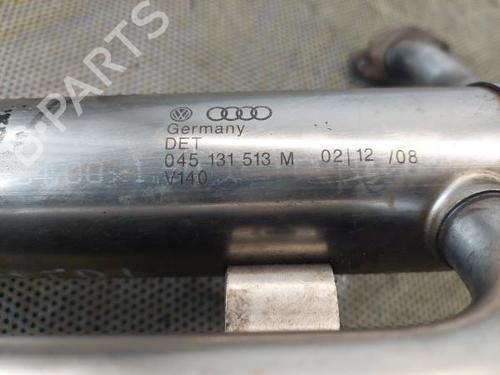 B-PARTS
Germany
DET
045 131 513 M 02|12 /08
V140